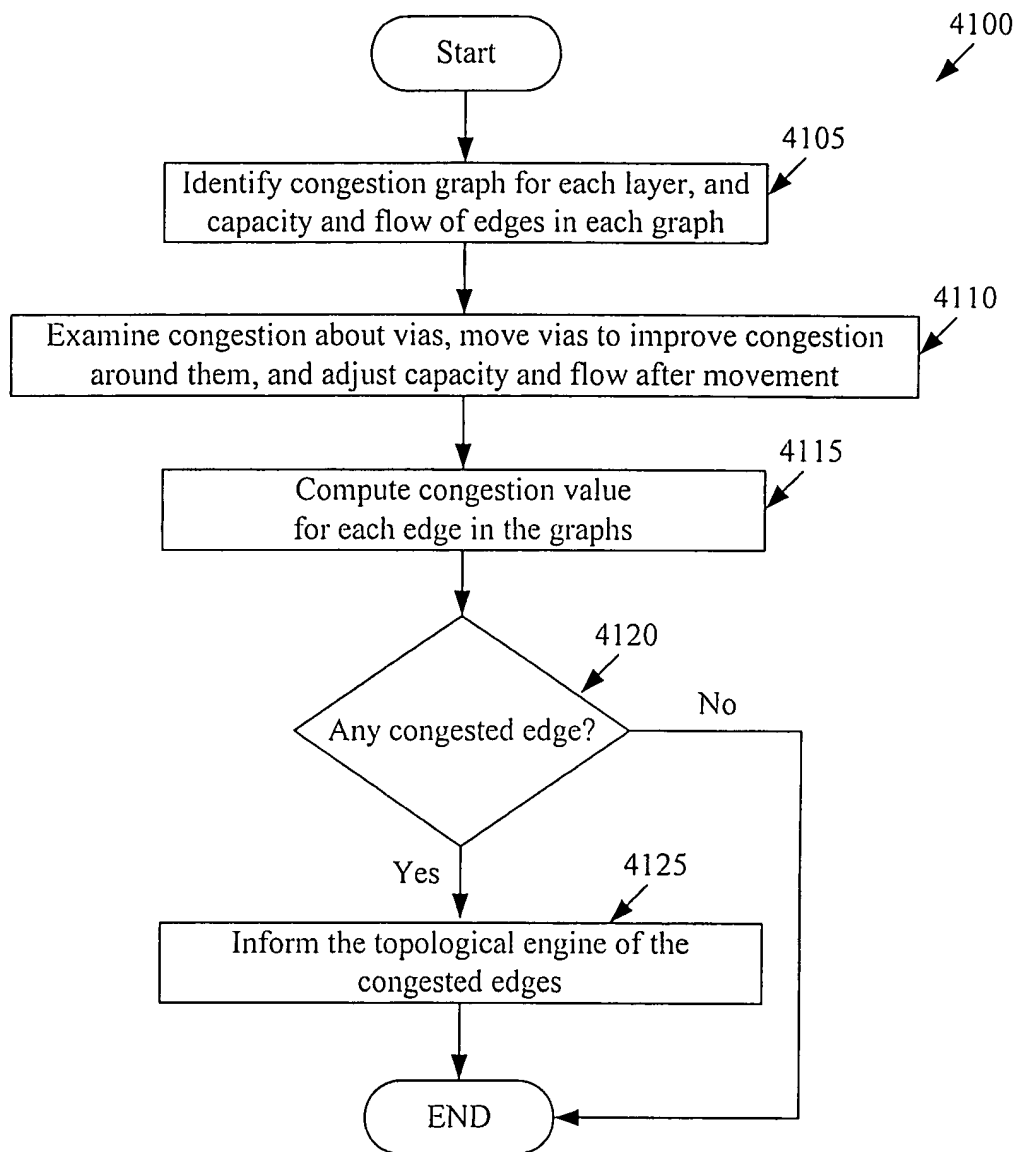 4100
Start
4105
Identify congestion graph for each layer, and
capacity and flow of edges in each graph
4110
Examine congestion about vias, move vias to improve congestion
around them, and adjust capacity and flow after movement
4115
Compute congestion value
for each edge in the graphs
4120
No
Any congested edge?
Yes
4125
Inform the topological engine of the
congested edges
END